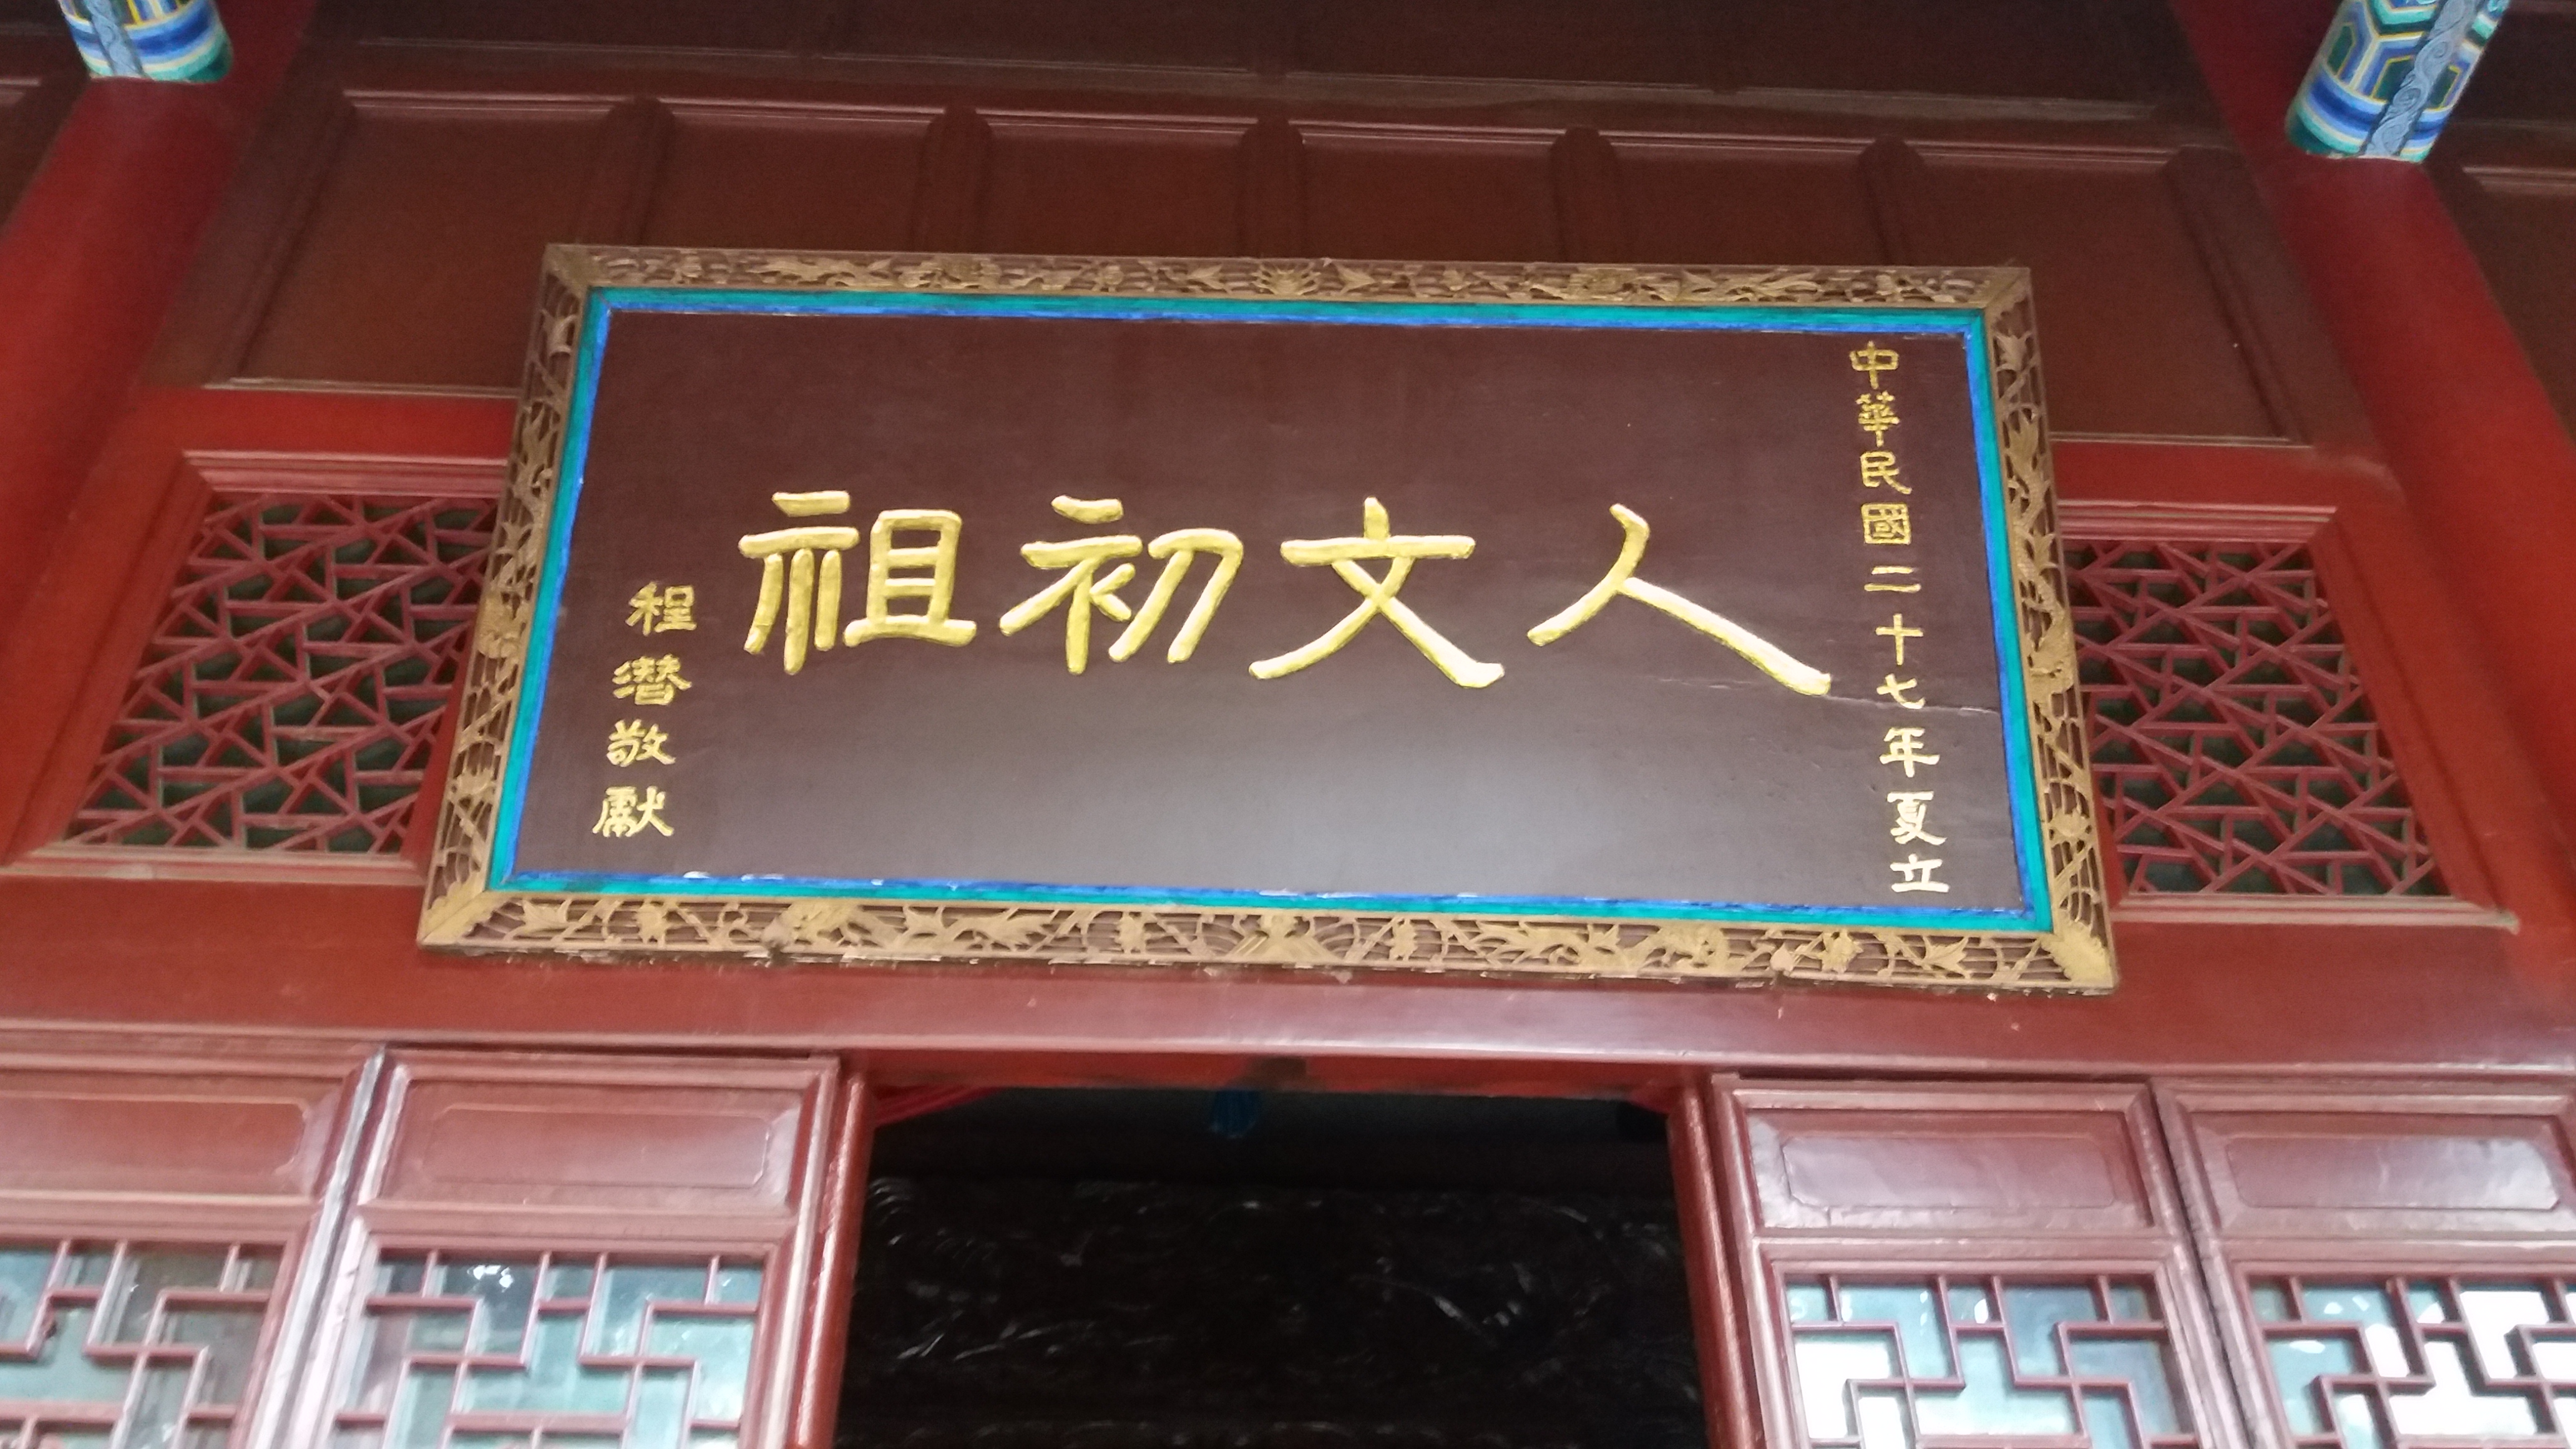 中華民國二十七年夏立
人文初祖
程潛敬獻